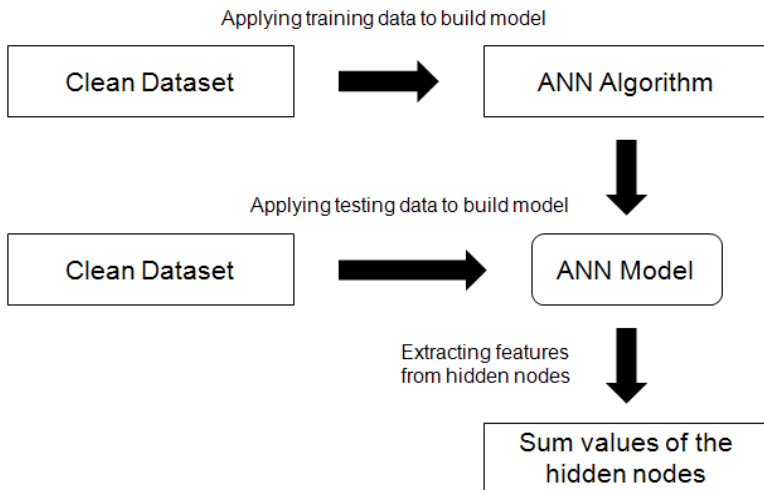 Applying training data to build model
Clean Dataset
ANN Algorithm
Applying testing data to build model
Clean Dataset
ANN Model
Extracting features
from hidden nodes
Sum values of the
hidden nodes